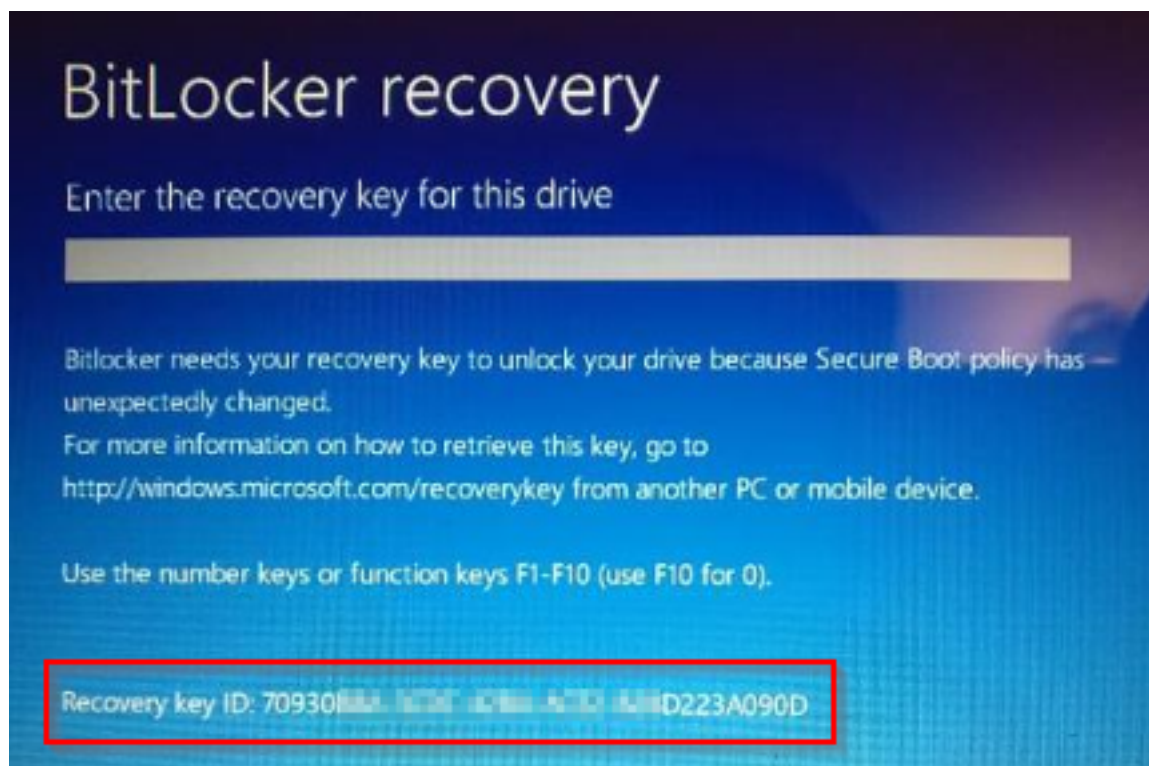 BitLocker recovery
Enter the recovery key for this drive
Bitlocker needs your recovery key to unlock your drive because Secure Boot policy has
unexpectedly changed.
For more information on how to retrieve this key, go to
http://windows.microsoft.com/recoverykey from another PC or mobile device.
Use the number keys or function keys F1-F10 (use F10 for 0).
Recovery key ID: 70930 D223A090D